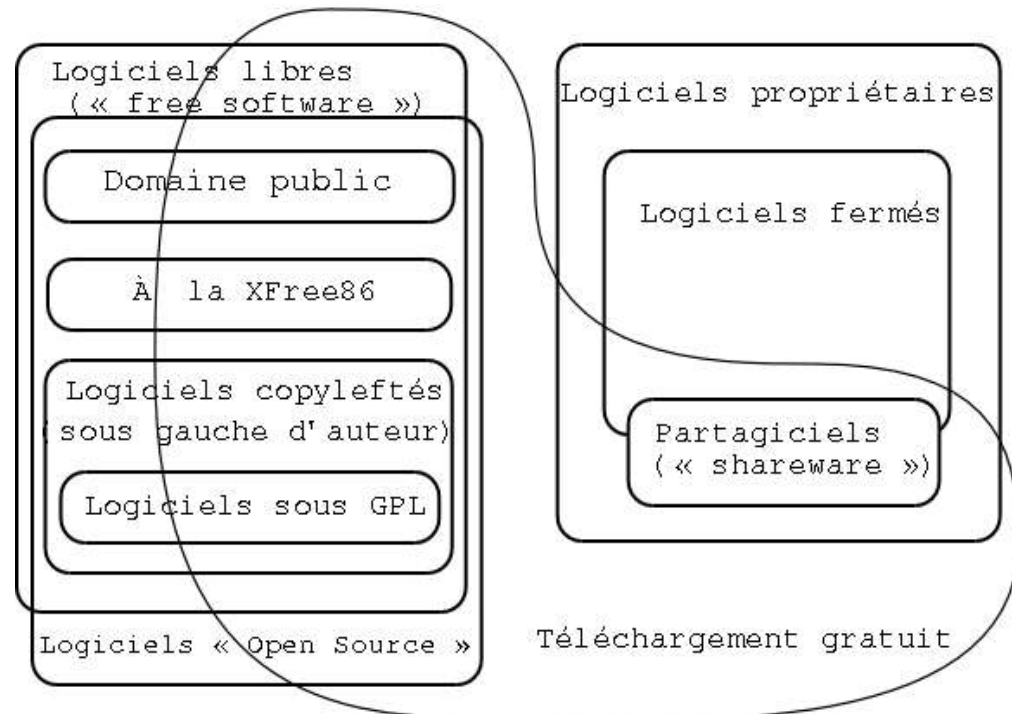 Logiciels libres
(« free software »)
Domaine public
À la XFree86
Logiciels copyleftés
(sous gauche d'auteur)
Logiciels sous GPL
Logiciels « Open Source »
Logiciels propriétaires
Logiciels fermés
Partagiciels
(« shareware »)
Téléchargement gratuit